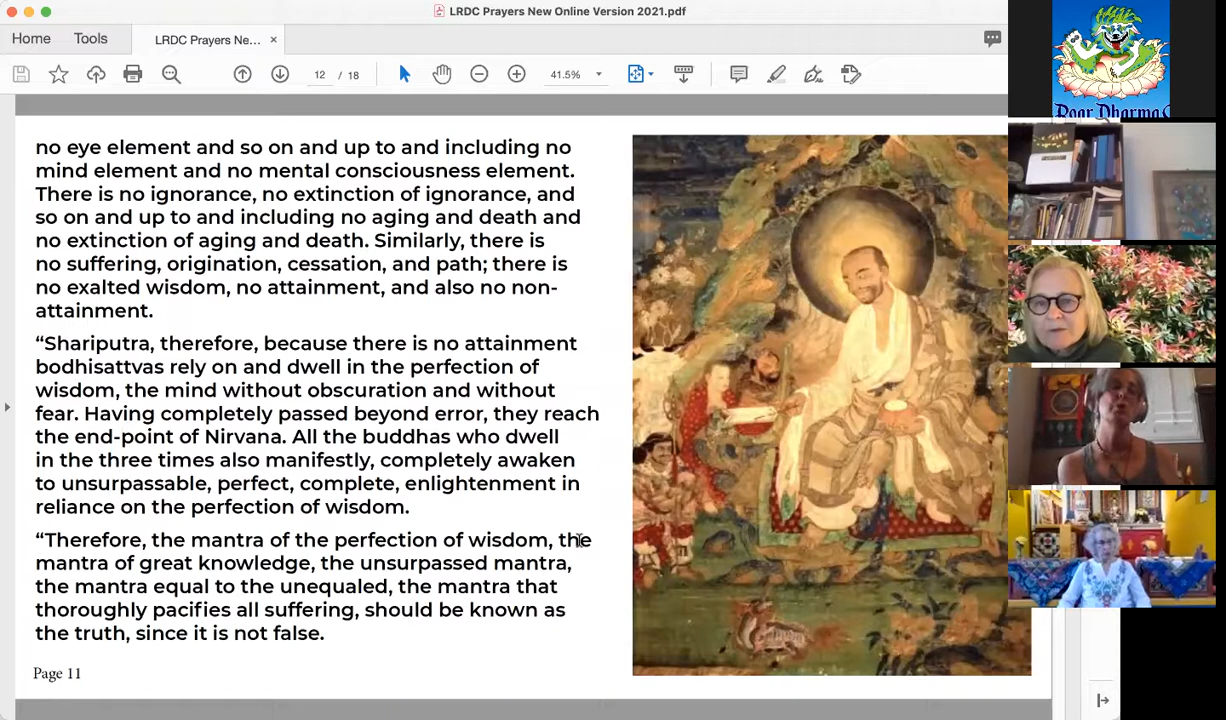 LRDC Prayers New Online Version 2021.pdf
Home Tools LRDC Prayers Ne... ×
12 / 18 41.5%
no eye element and so on and up to and including no
mind element and no mental consciousness element.
There is no ignorance, no extinction of ignorance, and
so on and up to and including no aging and death and
no extinction of aging and death. Similarly, there is
no suffering, origination, cessation, and path; there is
no exalted wisdom, no attainment, and also no non-
attainment.
“Shariputra, therefore, because there is no attainment
bodhisattvas rely on and dwell in the perfection of
wisdom, the mind without obscuration and without
fear. Having completely passed beyond error, they reach
the end-point of Nirvana. All the buddhas who dwell
in the three times also manifestly, completely awaken
to unsurpassable, perfect, complete, enlightenment in
reliance on the perfection of wisdom.
“Therefore, the mantra of the perfection of wisdom, the
mantra of great knowledge, the unsurpassed mantra,
the mantra equal to the unequaled, the mantra that
thoroughly pacifies all suffering, should be known as
the truth, since it is not false.
Page 11
Roar Dharma